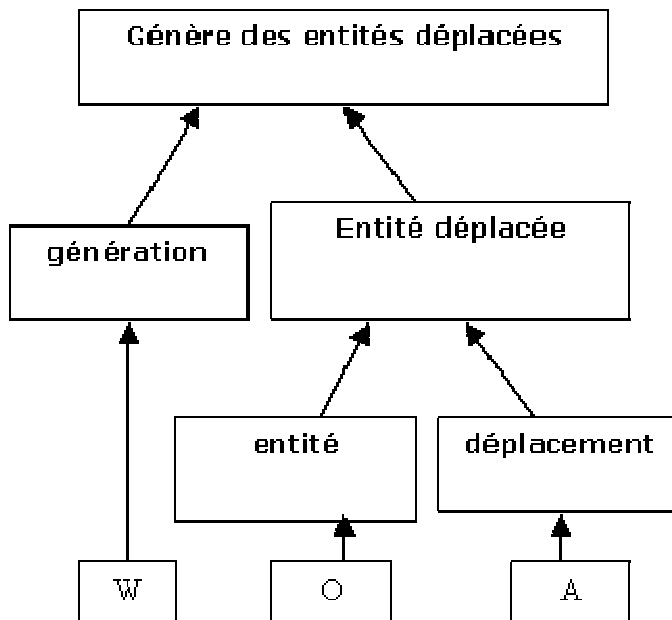 Génère des entités déplacées
génération
Entité déplacée
entité
déplacement
W
O
A